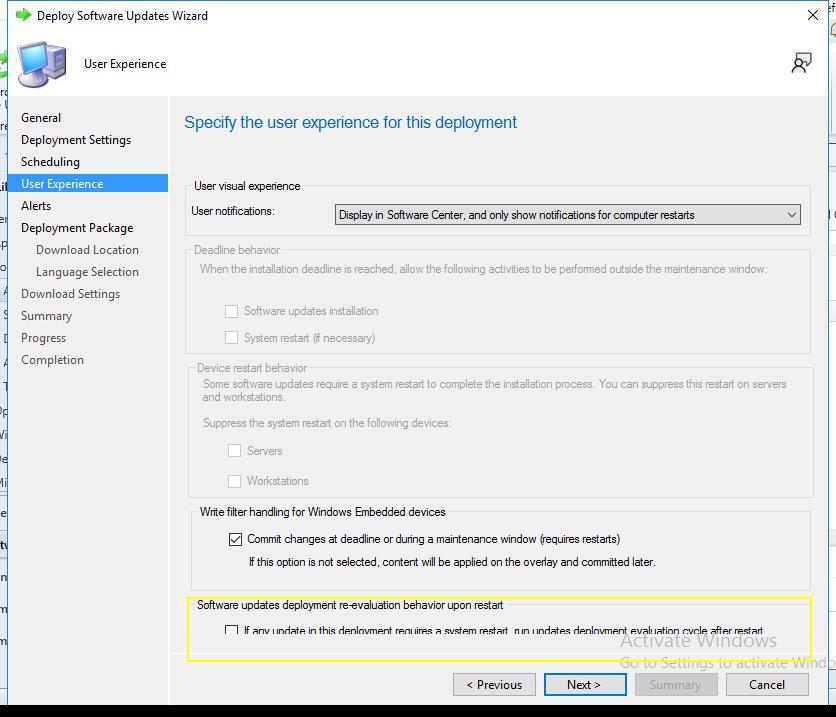 Deploy Software Updates Wizard
User Experience
General
Deployment Settings
Scheduling
User Experience
Alerts
Deployment Package
Download Location
Language Selection
Download Settings
Summary
Progress
Completion
Specify the user experience for this deployment
User visual experience
User notifications:
Display in Software Center, and only show notifications for computer restarts
Deadline behavior
When the installation deadline is reached, allow the following activities to be performed outside the maintenance window:
Software updates installation
System restart (if necessary)
Device restart behavior
Some software updates require a system restart to complete the installation process. You can suppress this restart on servers
and workstations.
Suppress the system restart on the following devices:
Servers
Workstations
Write filter handling for Windows Embedded devices
Commit changes at deadline or during a maintenance window (requires restarts)
If this option is not selected, content will be applied on the overlay and committed later.
Software updates deployment re-evaluation behavior upon restart
If any update in this deployment requires a system restart, run updates deployment evaluation cycle after restart
Activate Windows
Go to Settings to activate Windo
< Previous
Next >
Summary
Cancel